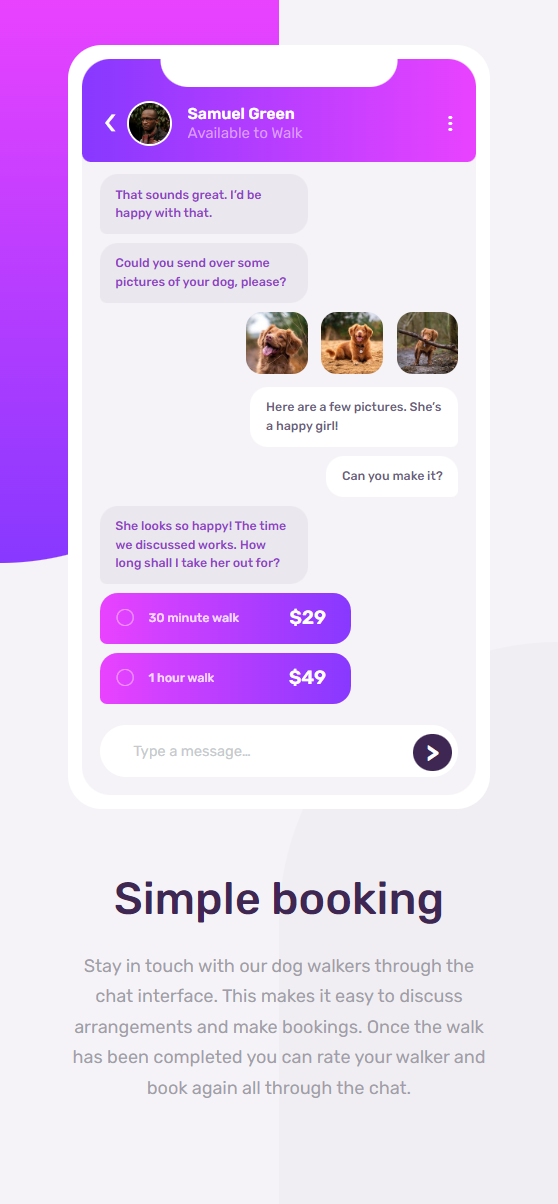 Samuel Green
Available to Walk
That sounds great. I’d be
happy with that.
Could you send over some
pictures of your dog, please?
Here are a few pictures. She’s
a happy girl!
Can you make it?
She looks so happy! The time
we discussed works. How
long shall I take her out for?
30 minute walk $29
1 hour walk $49
Type a message…
Simple booking
Stay in touch with our dog walkers through the
chat interface. This makes it easy to discuss
arrangements and make bookings. Once the walk
has been completed you can rate your walker and
book again all through the chat.